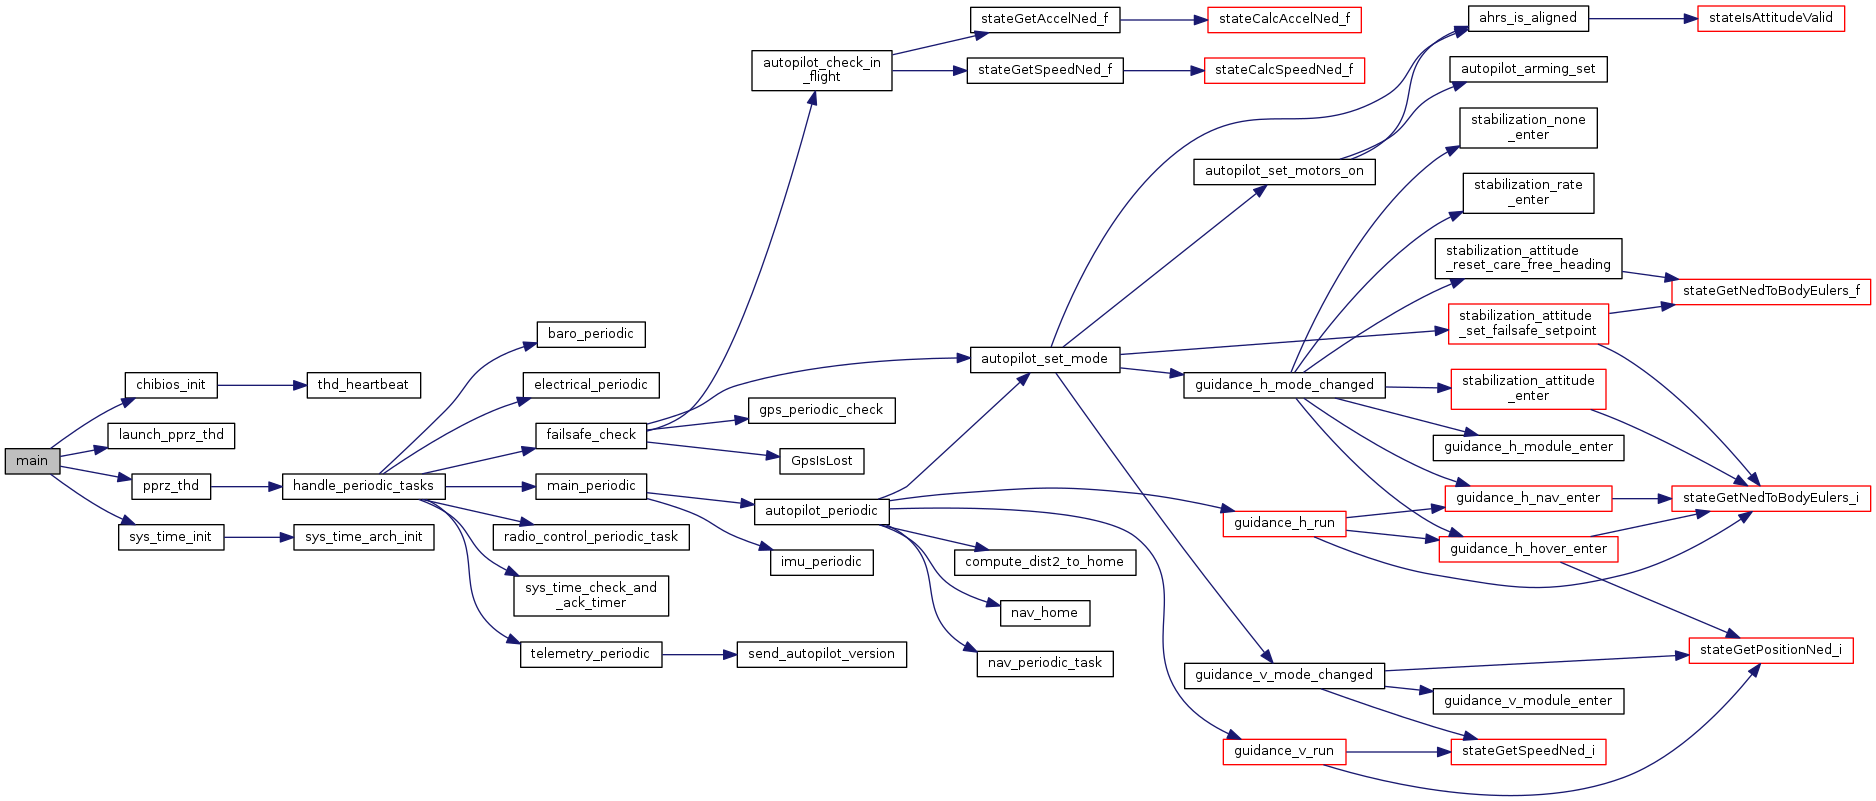 main
chibios_init
launch_pprz_thd
pprz_thd
sys_time_init
thd_heartbeat
handle_periodic_tasks
sys_time_arch_init
baro_periodic
electrical_periodic
failsafe_check
main_periodic
radio_control_periodic_task
sys_time_check_and
_ack_timer
telemetry_periodic
autopilot_check_in
_flight
gps_periodic_check
GpsIsLost
autopilot_periodic
imu_periodic
send_autopilot_version
stateGetAccelNed_f
stateGetSpeedNed_f
autopilot_set_mode
compute_dist2_to_home
nav_home
nav_periodic_task
stateCalcAccelNed_f
stateCalcSpeedNed_f
autopilot_set_motors_on
guidance_h_mode_changed
guidance_h_run
guidance_v_mode_changed
guidance_v_run
ahrs_is_aligned
autopilot_arming_set
stabilization_none
_enter
stabilization_rate
_enter
stabilization_attitude
_reset_care_free_heading
stabilization_attitude
_set_failsafe_setpoint
stabilization_attitude
_enter
guidance_h_module_enter
guidance_h_nav_enter
guidance_h_hover_enter
guidance_v_module_enter
stateGetSpeedNed_i
stateIsAttitudeValid
stateGetNedToBodyEulers_f
stateGetNedToBodyEulers_i
stateGetPositionNed_i